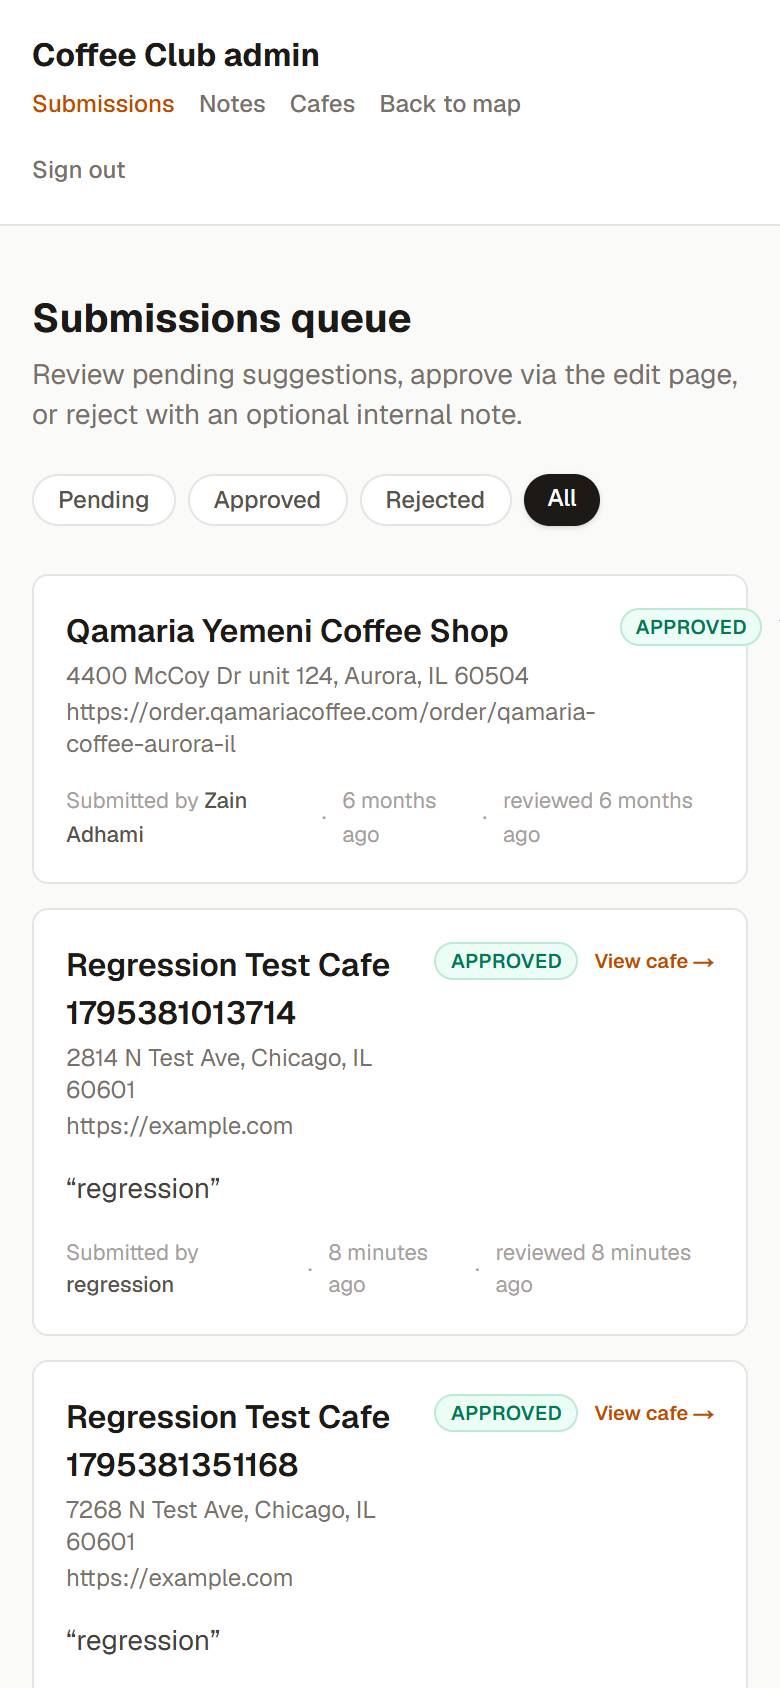 Coffee Club admin
Submissions Notes Cafes Back to map
Sign out
Submissions queue
Review pending suggestions, approve via the edit page,
or reject with an optional internal note.
Pending Approved Rejected All
Qamaria Yemeni Coffee Shop APPROVED
4400 McCoy Dr unit 124, Aurora, IL 60504
https://order.qamariacoffee.com/order/qamaria-
coffee-aurora-il
Submitted by Zain Adhami · 6 months ago · reviewed 6 months ago
Regression Test Cafe APPROVED View cafe →
1795381013714
2814 N Test Ave, Chicago, IL
60601
https://example.com
“regression”
Submitted by regression · 8 minutes ago · reviewed 8 minutes ago
Regression Test Cafe APPROVED View cafe →
1795381351168
7268 N Test Ave, Chicago, IL
60601
https://example.com
“regression”